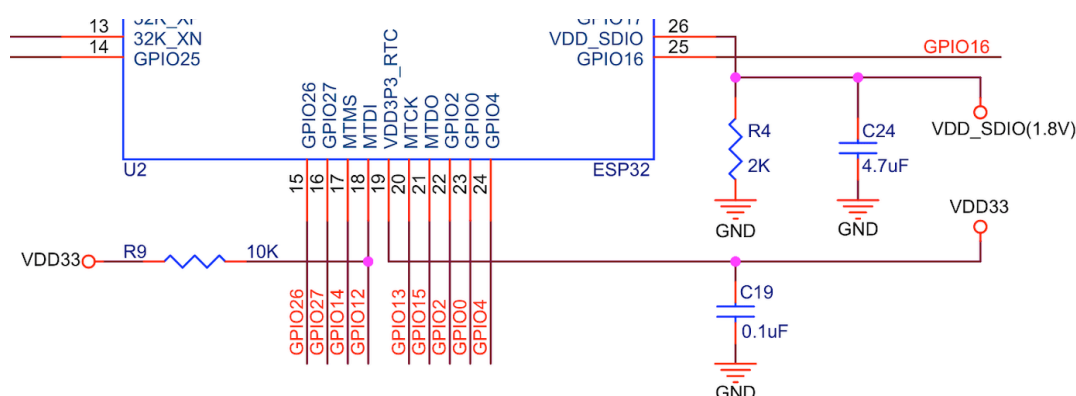 13
32K_XP
32K_XN
14
GPIO25
GPIO17
26
VDD_SDIO
25
GPIO16
GPIO16
GPIO26
GPIO27
MTMS
MTDI
VDD3P3_RTC
MTCK
MTDO
GPIO2
GPIO0
GPIO4
U2
ESP32
15
16
17
18
19
20
21
22
23
24
R4
2K
C24
4.7uF
VDD_SDIO(1.8V)
GND
GND
VDD33
VDD33
R9
10K
GPIO26
GPIO27
GPIO14
GPIO12
GPIO13
GPIO15
GPIO2
GPIO0
GPIO4
C19
0.1uF
GND